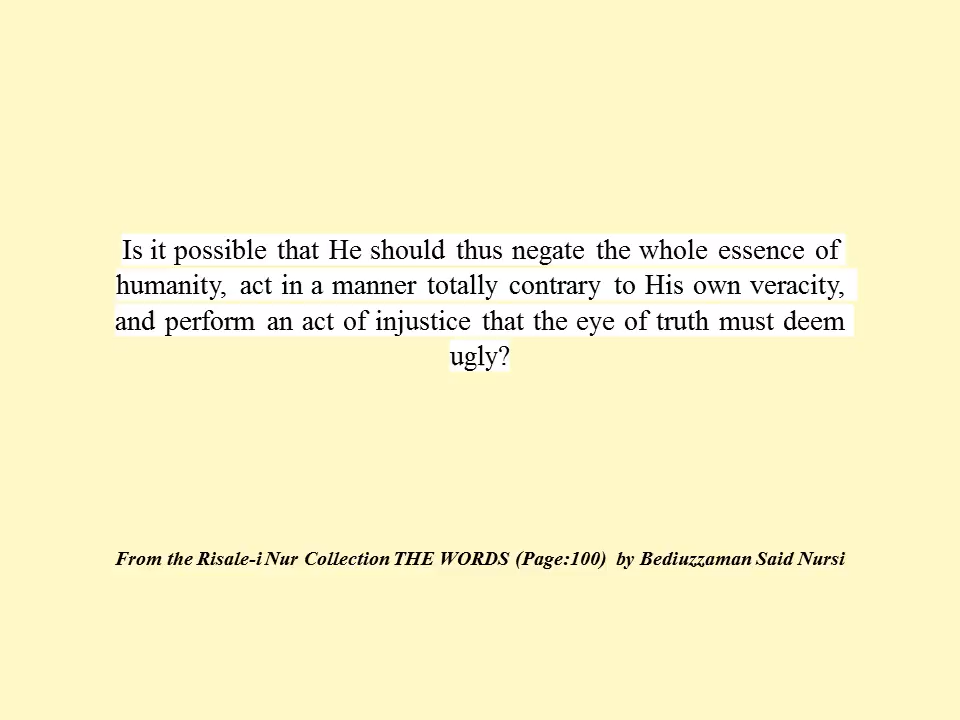 Is it possible that He should thus negate the whole essence of
humanity, act in a manner totally contrary to His own veracity,
and perform an act of injustice that the eye of truth must deem
ugly?
From the Risale-i Nur Collection THE WORDS (Page:100) by Bediuzzaman Said Nursi